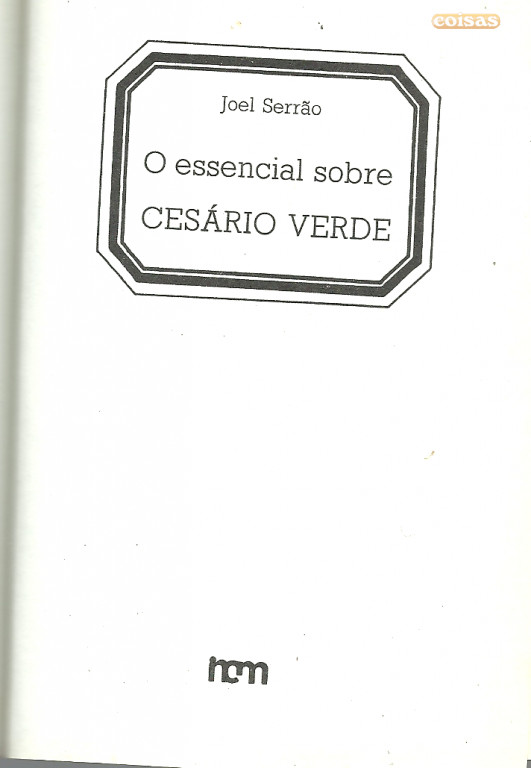 coisas
Joel Serrão
O essencial sobre
CESÁRIO VERDE
incm